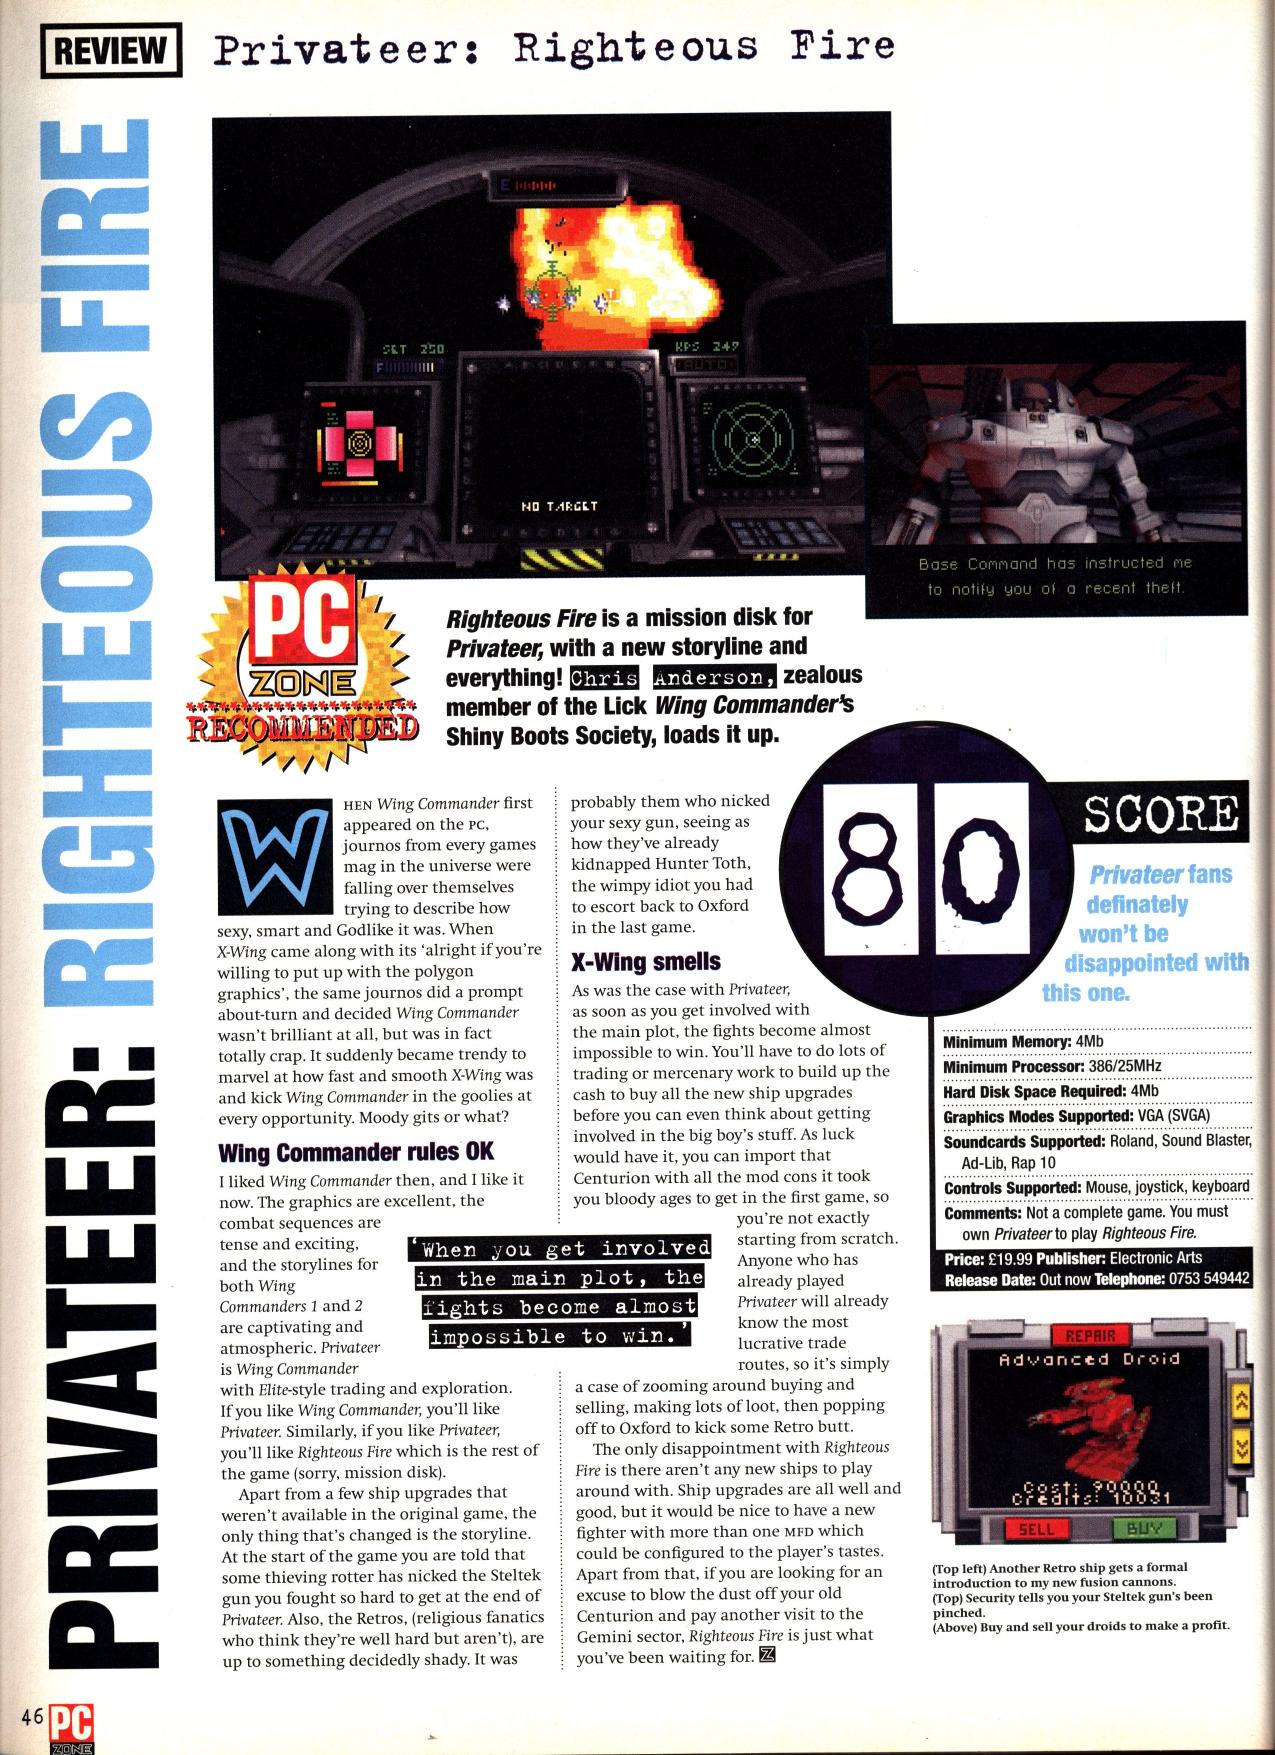 REVIEW
Privateer: Righteous Fire
PRIVATEER: RIGHTEOUS FIRE
E
SET 250
F
KPS 247
AUTO
NO TARGET
Base Command has instructed me
to notify you of a recent theft.
PC
ZONE
RECOMMENDED
Righteous Fire is a mission disk for
Privateer, with a new storyline and
everything! Chris Anderson, zealous
member of the Lick Wing Commander's
Shiny Boots Society, loads it up.
WHEN Wing Commander first
appeared on the PC,
journos from every games
mag in the universe were
falling over themselves
trying to describe how
sexy, smart and Godlike it was. When
X-Wing came along with its 'alright if you're
willing to put up with the polygon
graphics', the same journos did a prompt
about-turn and decided Wing Commander
wasn't brilliant at all, but was in fact
totally crap. It suddenly became trendy to
marvel at how fast and smooth X-Wing was
and kick Wing Commander in the goolies at
every opportunity. Moody gits or what?
Wing Commander rules OK
I liked Wing Commander then, and I like it
now. The graphics are excellent, the
combat sequences are
tense and exciting,
and the storylines for
both Wing
Commanders 1 and 2
are captivating and
atmospheric. Privateer
is Wing Commander
with Elite-style trading and exploration.
If you like Wing Commander, you'll like
Privateer. Similarly, if you like Privateer,
you'll like Righteous Fire which is the rest of
the game (sorry, mission disk).
Apart from a few ship upgrades that
weren't available in the original game, the
only thing that's changed is the storyline.
At the start of the game you are told that
some thieving rotter has nicked the Steltek
gun you fought so hard to get at the end of
Privateer. Also, the Retros, (religious fanatics
who think they're well hard but aren't), are
up to something decidedly shady. It was
'When you get involved
in the main plot, the
fights become almost
impossible to win.'
probably them who nicked
your sexy gun, seeing as
how they've already
kidnapped Hunter Toth,
the wimpy idiot you had
to escort back to Oxford
in the last game.
X-Wing smells
As was the case with Privateer,
as soon as you get involved with
the main plot, the fights become almost
impossible to win. You'll have to do lots of
trading or mercenary work to build up the
cash to buy all the new ship upgrades
before you can even think about getting
involved in the big boy's stuff. As luck
would have it, you can import that
Centurion with all the mod cons it took
you bloody ages to get in the first game, so
you're not exactly
starting from scratch.
Anyone who has
already played
Privateer will already
know the most
lucrative trade
routes, so it's simply
a case of zooming around buying and
selling, making lots of loot, then popping
off to Oxford to kick some Retro butt.
The only disappointment with Righteous
Fire is there aren't any new ships to play
around with. Ship upgrades are all well and
good, but it would be nice to have a new
fighter with more than one MFD which
could be configured to the player's tastes.
Apart from that, if you are looking for an
excuse to blow the dust off your old
Centurion and pay another visit to the
Gemini sector, Righteous Fire is just what
you've been waiting for. Z
80
SCORE
Privateer fans
definately
won't be
disappointed with
this one.
Minimum Memory: 4Mb
Minimum Processor: 386/25MHz
Hard Disk Space Required: 4Mb
Graphics Modes Supported: VGA (SVGA)
Soundcards Supported: Roland, Sound Blaster,
Ad-Lib, Rap 10
Controls Supported: Mouse, joystick, keyboard
Comments: Not a complete game. You must
own Privateer to play Righteous Fire.
Price: £19.99 Publisher: Electronic Arts
Release Date: Out now Telephone: 0753 549442
REPAIR
Advanced Droid
Cost: 90000
Credits: 10031
SELL
BUY
(Top left) Another Retro ship gets a formal
introduction to my new fusion cannons.
(Top) Security tells you your Steltek gun's been
pinched.
(Above) Buy and sell your droids to make a profit.
46 PC
ZONE